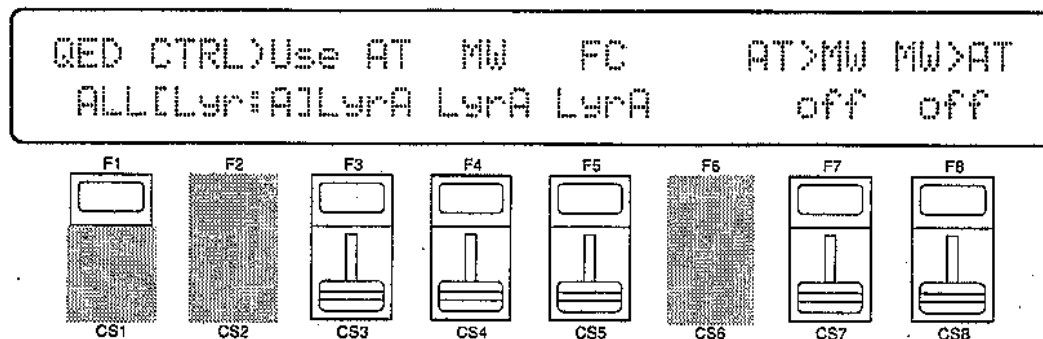 QED CTRL)Use AT MW FC AT>MW MW>AT
ALL[Lyr:A]LyrA LyrA LyrA off off
F1 F2 F3 F4 F5 F6 F7 F8
CS1 CS2 CS3 CS4 CS5 CS6 CS7 CS8